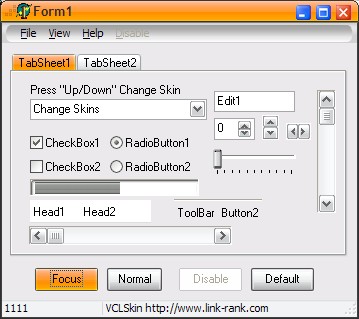 Form1
File View Help Disable
TabSheet1 TabSheet2
Press "Up/Down" Change Skin
Change Skins
Edit1
0
CheckBox1 RadioButton1
CheckBox2 RadioButton2
Head1 Head2
ToolBar Button2
Focus Normal Disable Default
1111 VCLSkin http://www.link-rank.com